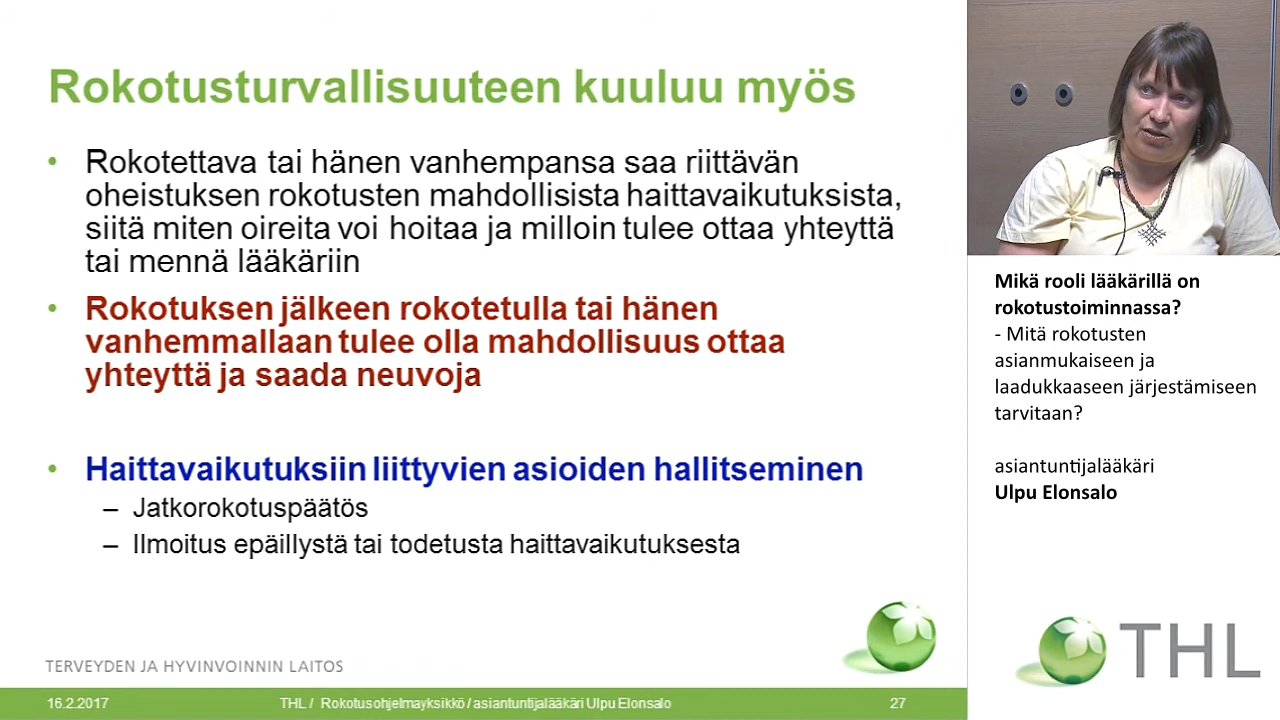 Rokotusturvallisuuteen kuuluu myös
• Rokotettava tai hänen vanhempansa saa riittävän
oheistuksen rokotusten mahdollisista haittavaikutuksista,
siitä miten oireita voi hoitaa ja milloin tulee ottaa yhteyttä
tai mennä lääkäriin
• Rokotuksen jälkeen rokotetulla tai hänen
vanhemmallaan tulee olla mahdollisuus ottaa
yhteyttä ja saada neuvoja
• Haittavaikutuksiin liittyvien asioiden hallitseminen
– Jatkorokotuspäätös
– Ilmoitus epäillystä tai todetusta haittavaikutuksesta
TERVEYDEN JA HYVINVOINNIN LAITOS
16.2.2017 THL / Rokotusohjelmayksikkö / asiantuntijalääkäri Ulpu Elonsalo 27
Mikä rooli lääkärillä on
rokotustoiminnassa?
- Mitä rokotusten
asianmukaiseen ja
laadukkaaseen järjestämiseen
tarvitaan?
asiantuntijalääkäri
Ulpu Elonsalo
THL